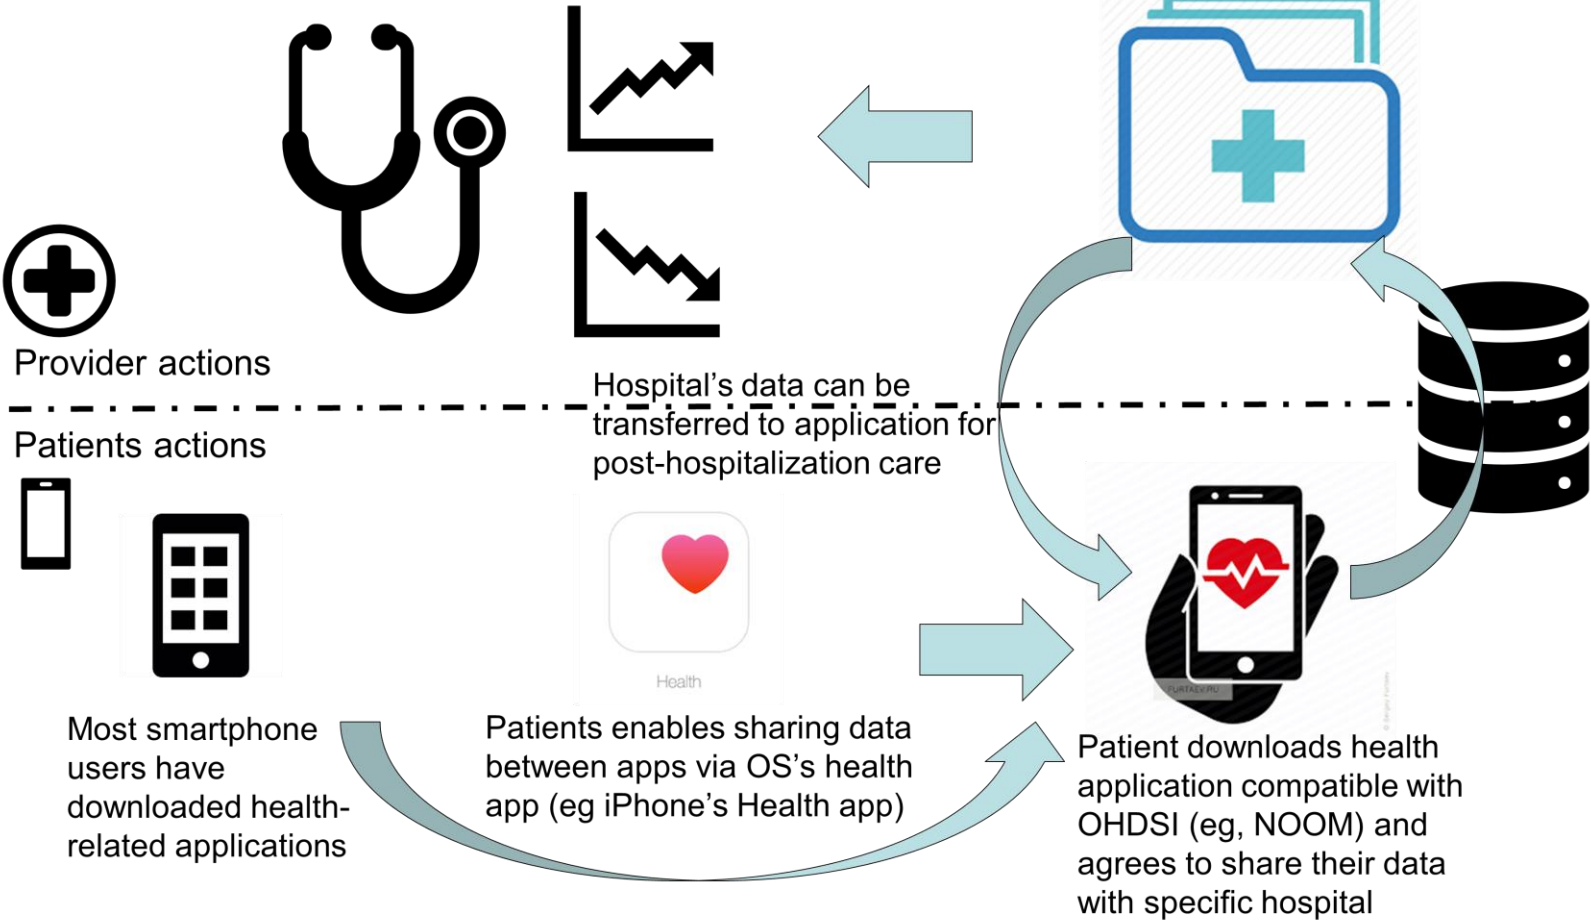 Provider actions
Hospital's data can be
transferred to application for
post-hospitalization care
Patients actions
Health
FURTAEV.RU
Most smartphone
users have
downloaded health-
related applications
Patients enables sharing data
between apps via OS's health
app (eg iPhone's Health app)
Patient downloads health
application compatible with
OHDSI (eg, NOOM) and
agrees to share their data
with specific hospital